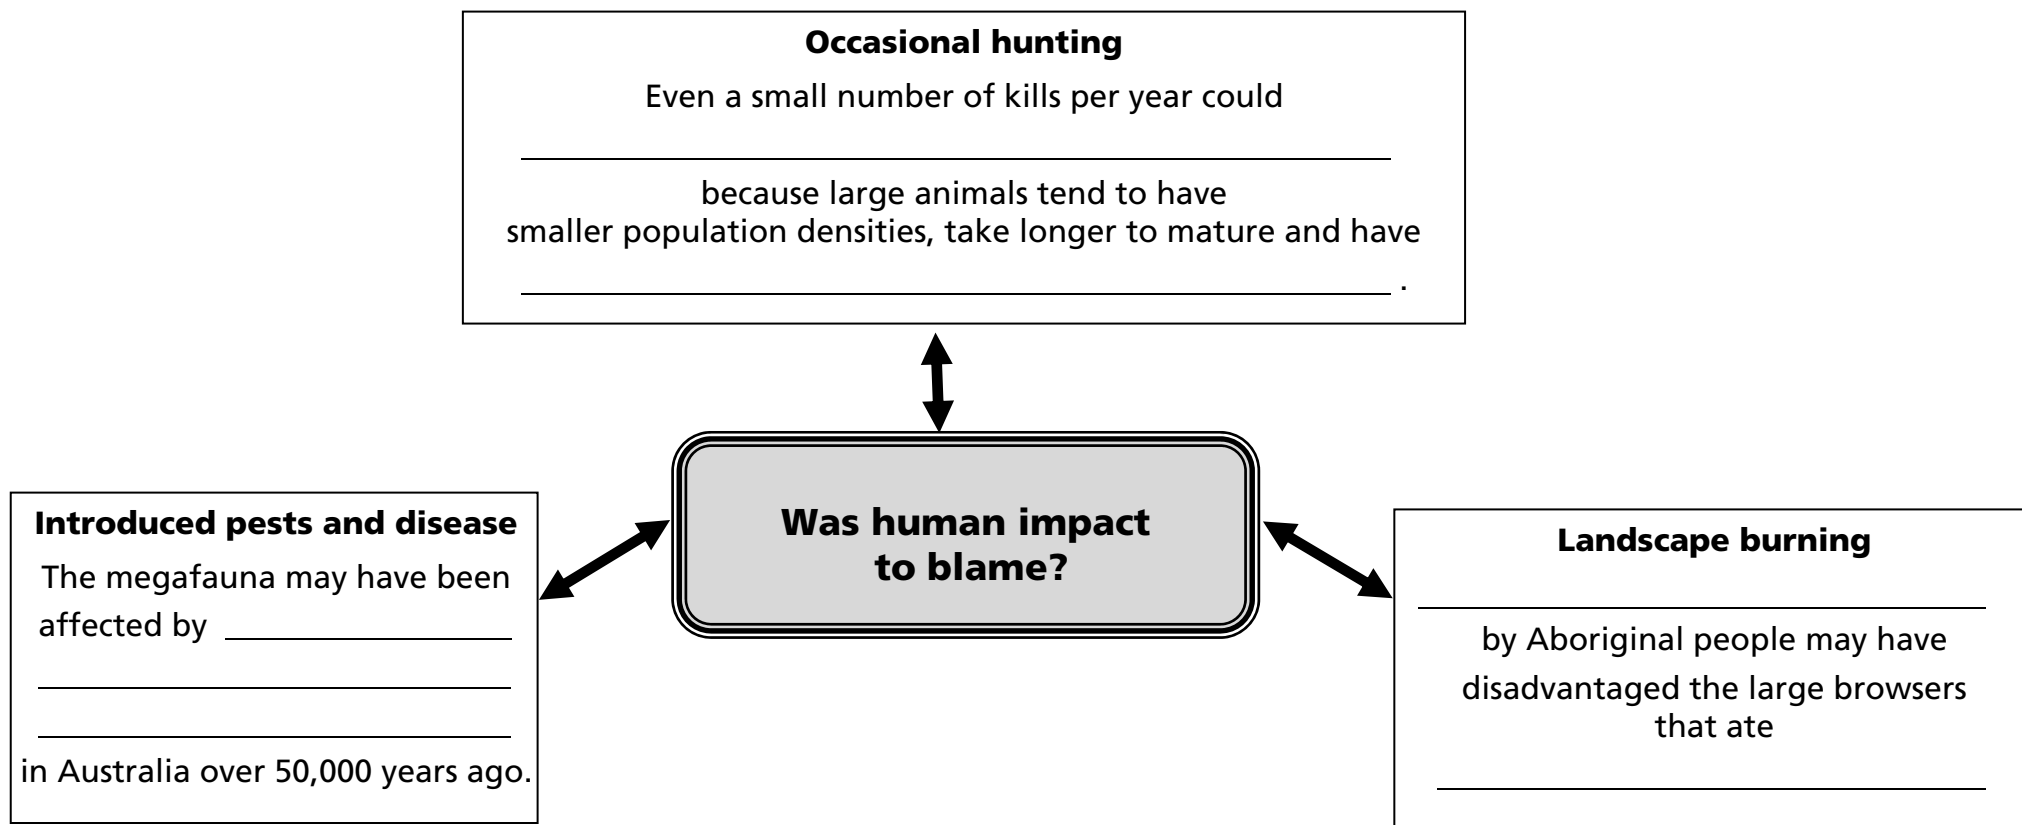 Occasional hunting
Even a small number of kills per year could
because large animals tend to have
smaller population densities, take longer to mature and have
.
Was human impact
to blame?
Introduced pests and disease
The megafauna may have been
affected by
in Australia over 50,000 years ago.
Landscape burning
by Aboriginal people may have
disadvantaged the large browsers
that ate